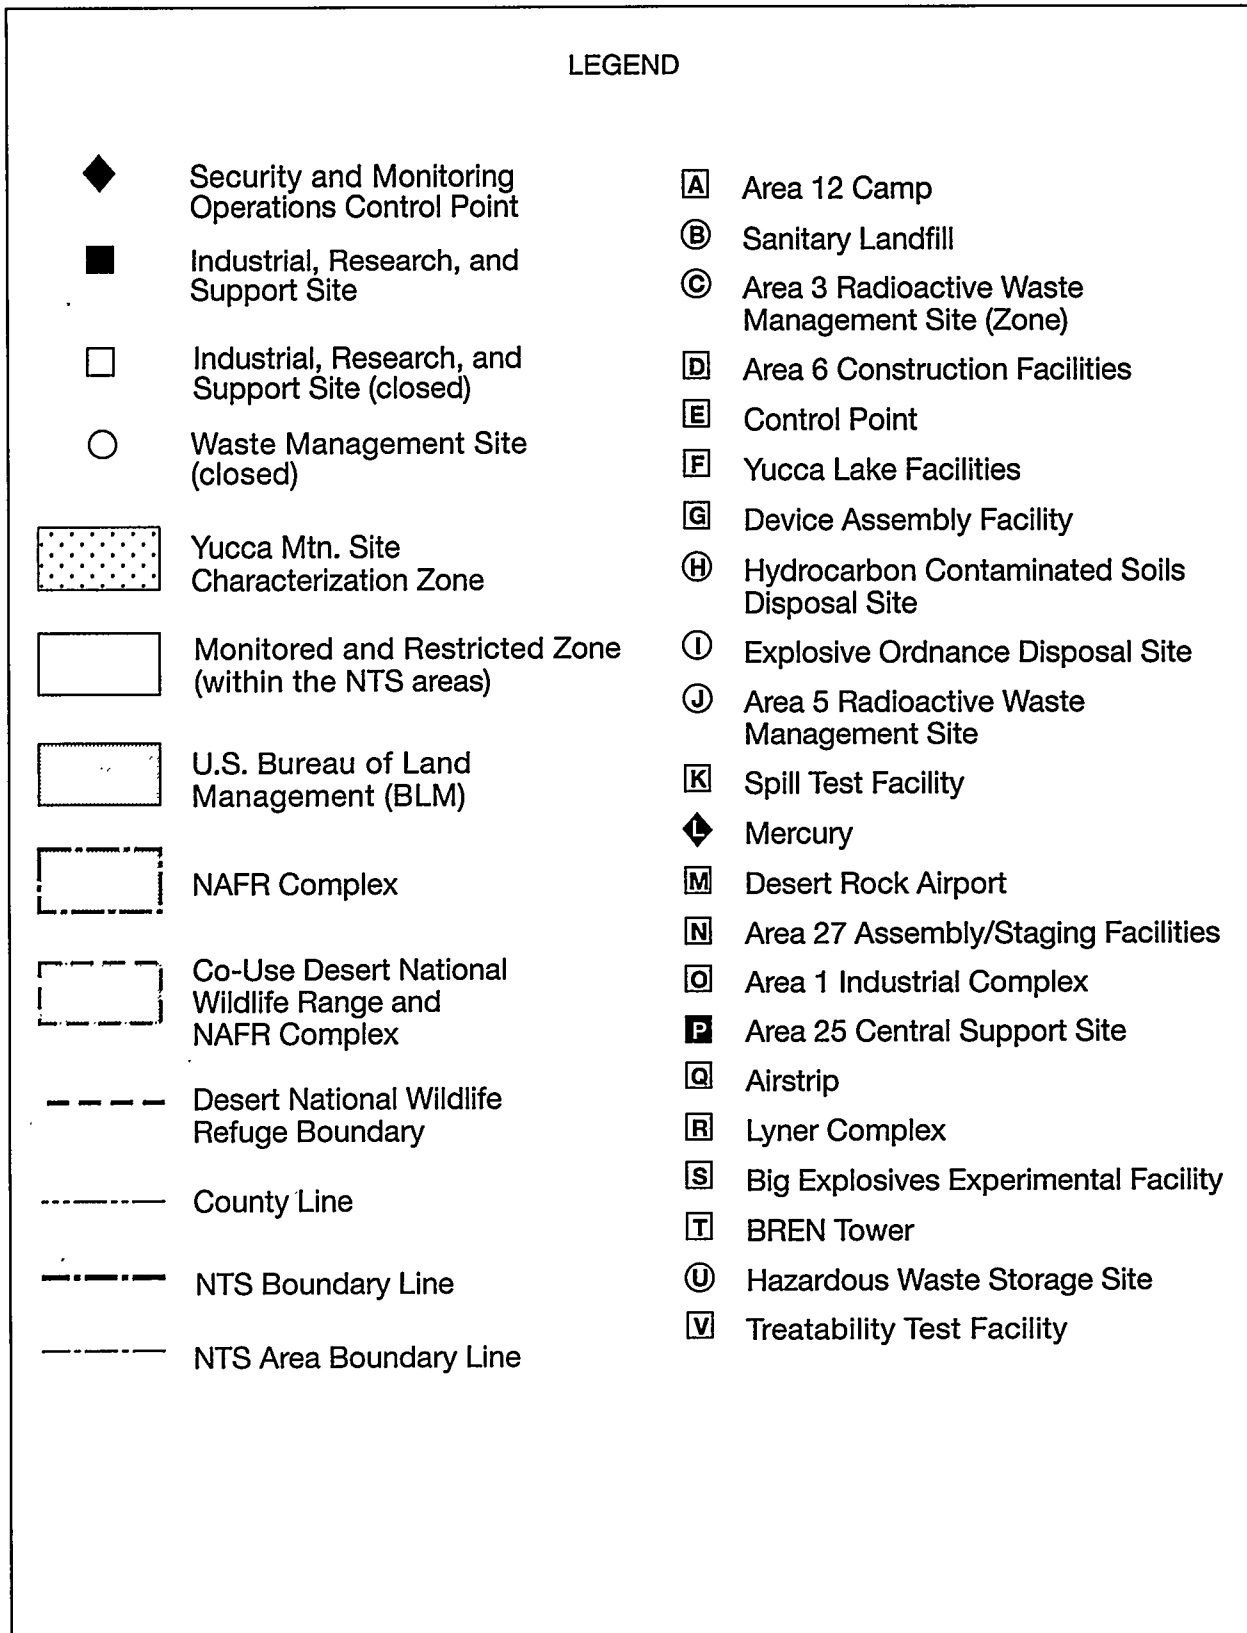 LEGEND
Security and Monitoring
Operations Control Point
Industrial, Research, and
Support Site
Industrial, Research, and
Support Site (closed)
Waste Management Site
(closed)
Yucca Mtn. Site
Characterization Zone
Monitored and Restricted Zone
(within the NTS areas)
U.S. Bureau of Land
Management (BLM)
NAFR Complex
Co-Use Desert National
Wildlife Range and
NAFR Complex
Desert National Wildlife
Refuge Boundary
County Line
NTS Boundary Line
NTS Area Boundary Line
A Area 12 Camp
B Sanitary Landfill
C Area 3 Radioactive Waste
Management Site (Zone)
D Area 6 Construction Facilities
E Control Point
F Yucca Lake Facilities
G Device Assembly Facility
H Hydrocarbon Contaminated Soils
Disposal Site
I Explosive Ordnance Disposal Site
J Area 5 Radioactive Waste
Management Site
K Spill Test Facility
L Mercury
M Desert Rock Airport
N Area 27 Assembly/Staging Facilities
O Area 1 Industrial Complex
P Area 25 Central Support Site
Q Airstrip
R Lyner Complex
S Big Explosives Experimental Facility
T BREN Tower
U Hazardous Waste Storage Site
V Treatability Test Facility